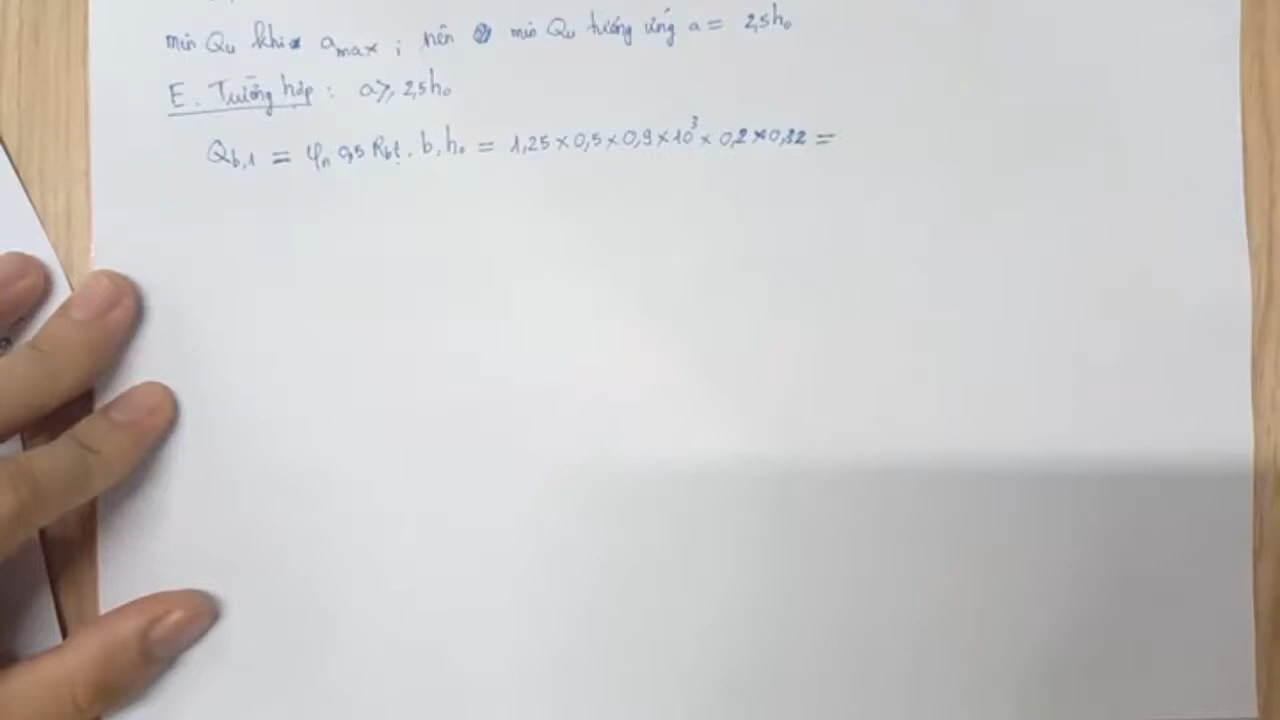 min Qu khi a max ; nên min Qu tương ứng a = 2,5h₀
E. Trường hợp : a ≥ 2,5h₀
Q b,1 = φn 0,5 Rbt . b . h₀ = 1,25 × 0,5 × 0,9 × 10³ × 0,2 × 0,32 =